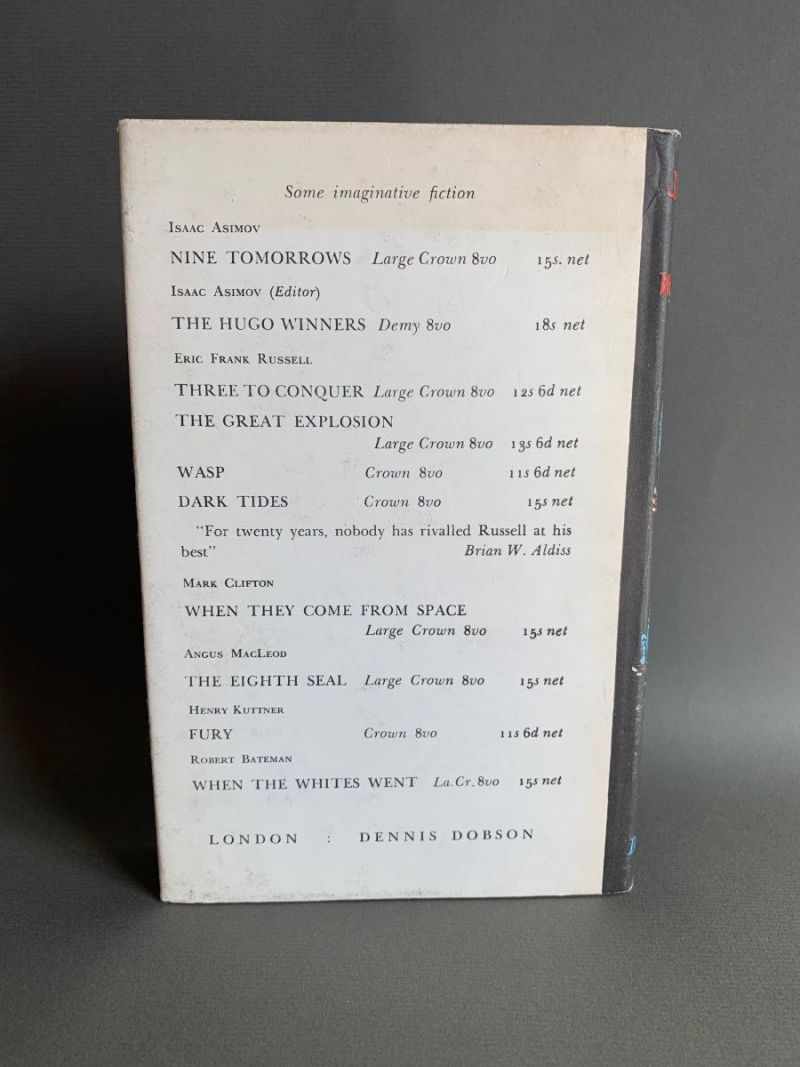 Some imaginative fiction
Isaac Asimov
NINE TOMORROWS Large Crown 8vo 15s. net
Isaac Asimov (Editor)
THE HUGO WINNERS Demy 8vo 18s net
Eric Frank Russell
THREE TO CONQUER Large Crown 8vo 12s 6d net
THE GREAT EXPLOSION
Large Crown 8vo 13s 6d net
WASP Crown 8vo 11s 6d net
DARK TIDES Crown 8vo 15s net
"For twenty years, nobody has rivalled Russell at his
best" Brian W. Aldiss
Mark Clifton
WHEN THEY COME FROM SPACE
Large Crown 8vo 15s net
Angus MacLeod
THE EIGHTH SEAL Large Crown 8vo 15s net
Henry Kuttner
FURY Crown 8vo 11s 6d net
Robert Bateman
WHEN THE WHITES WENT La.Cr.8vo 15s net
LONDON : DENNIS DOBSON